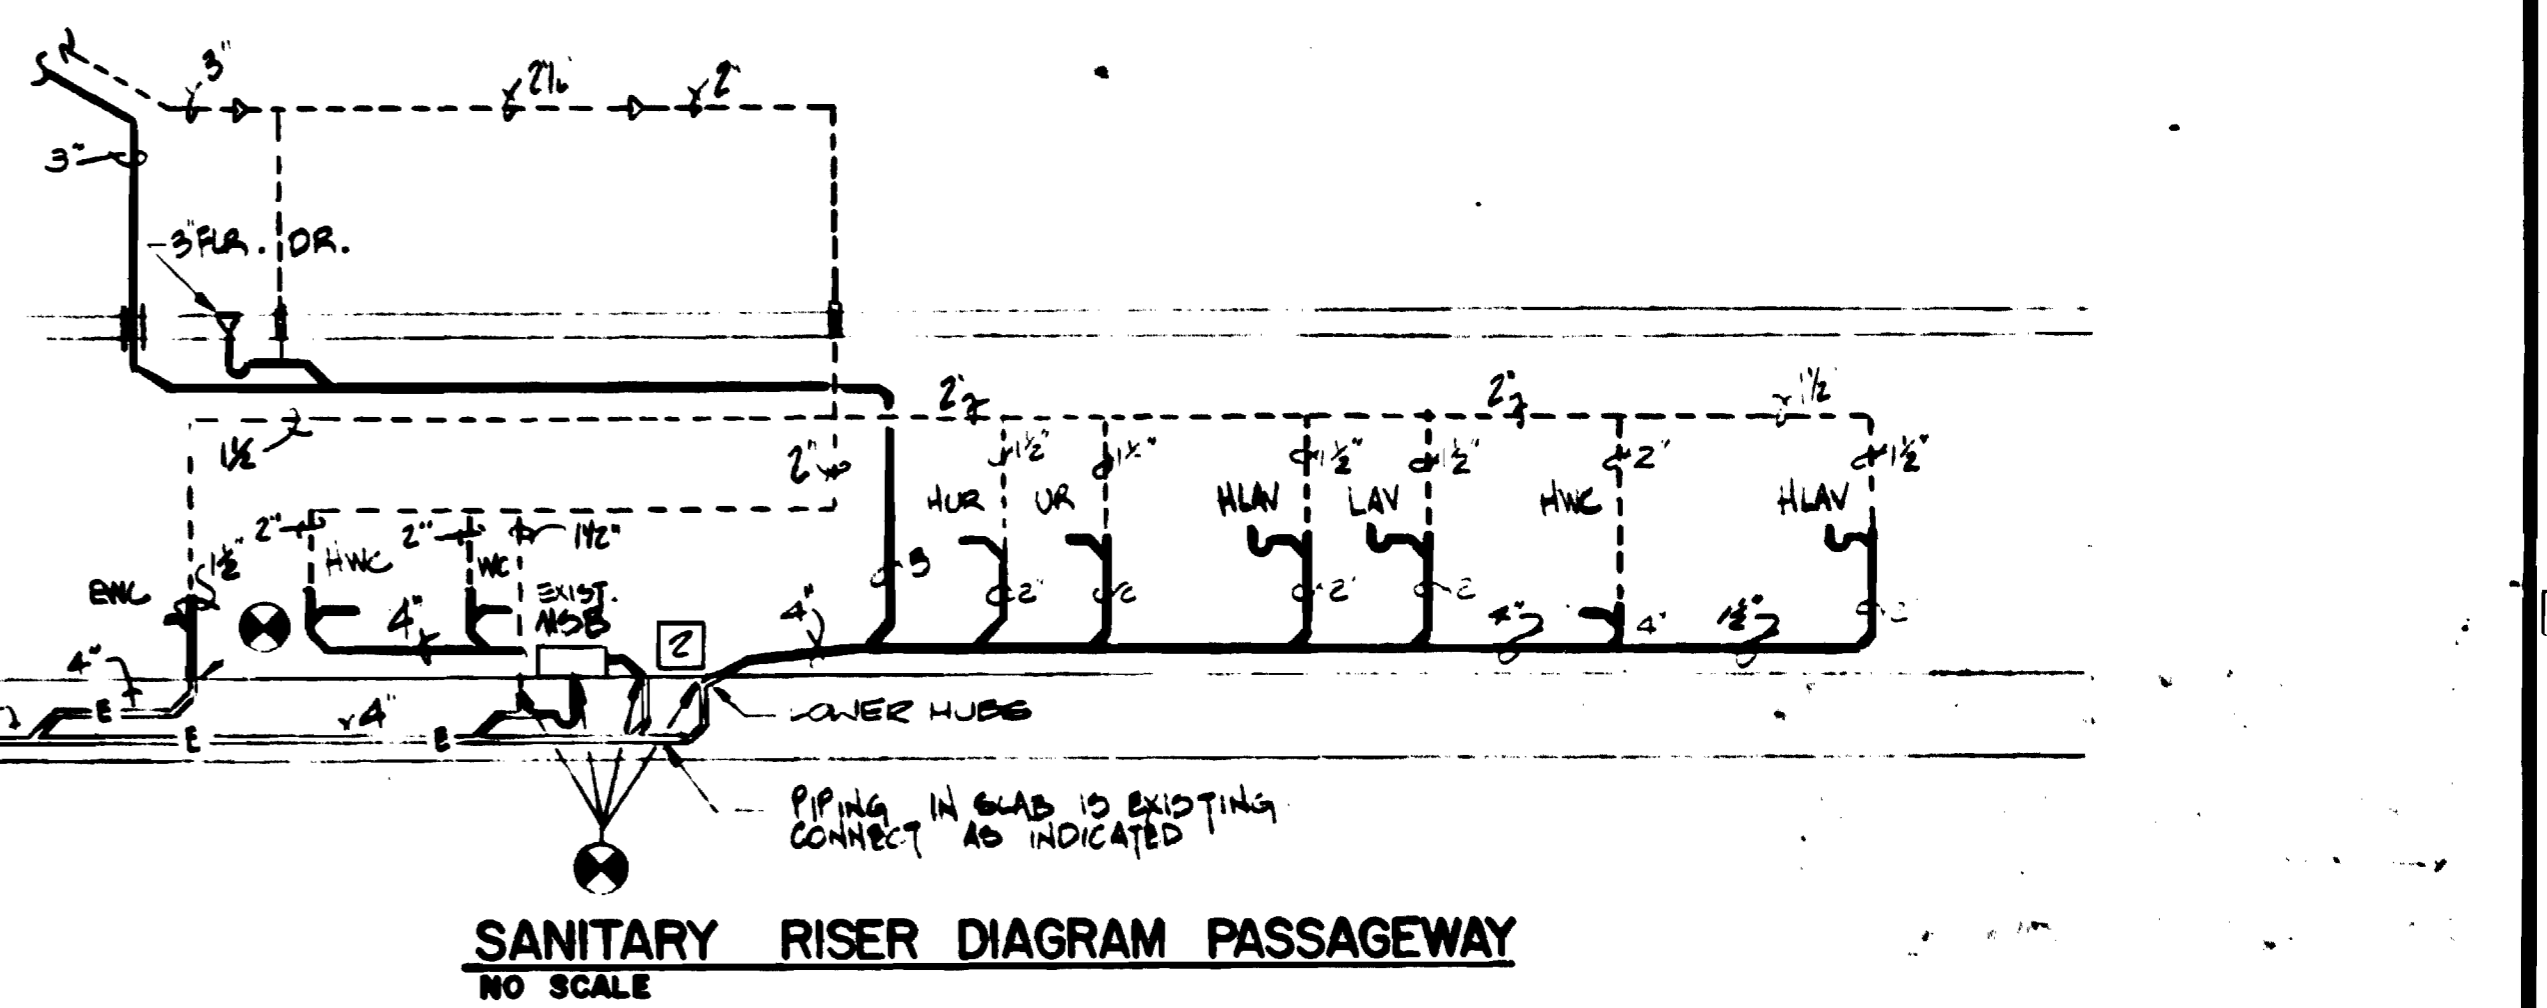 3"
2½"
2"
3"
3" FLR. DR.
2"
2"
1½
1½
2"
1½"
1½"
1½"
1½"
2"
1½"
HUR
UR
HLAV
LAV
HWC
HLAV
2"
2"
1½"
1½"
HWC
WC
EWC
EXIST.
MSB
3
2"
2
2"
2
4"
4"
4"
4"
2
4"
E
4"
E
E
LOWER HUBS
PIPING IN SLAB IS EXISTING
CONNECT AS INDICATED
SANITARY RISER DIAGRAM PASSAGEWAY
NO SCALE